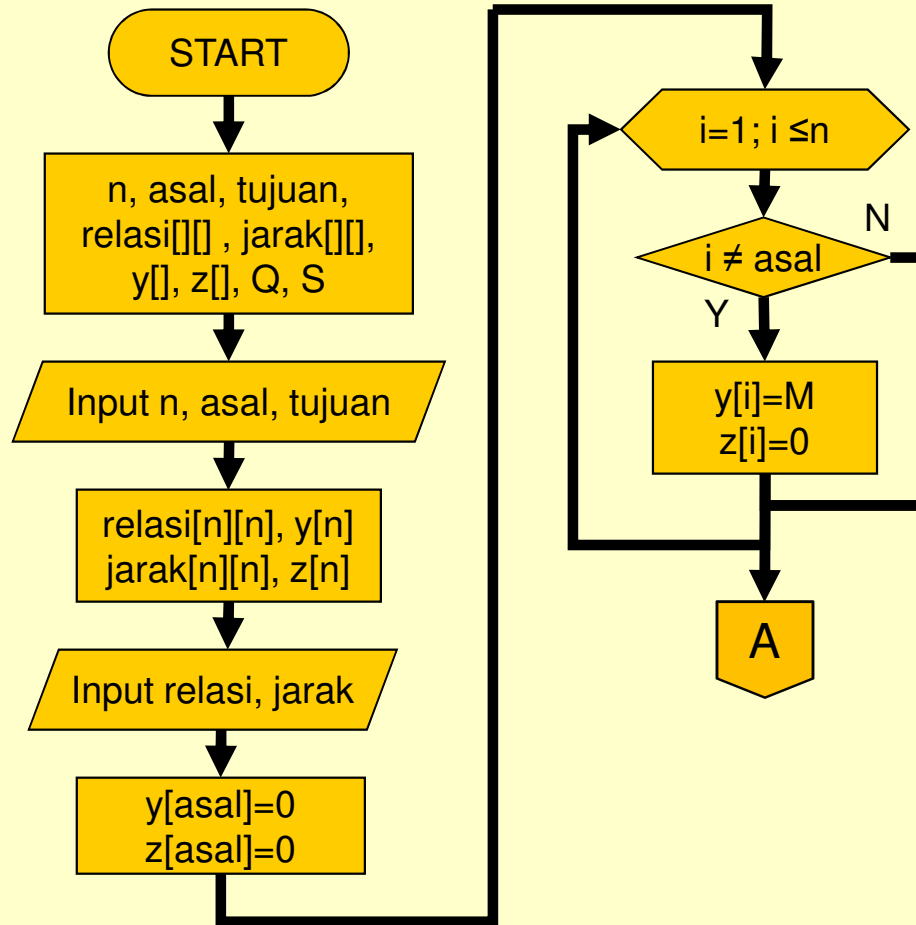 START
n, asal, tujuan,
relasi[][] , jarak[][],
y[], z[], Q, S
Input n, asal, tujuan
relasi[n][n], y[n]
jarak[n][n], z[n]
Input relasi, jarak
y[asal]=0
z[asal]=0
i=1; i ≤n
i ≠ asal
N
Y
y[i]=M
z[i]=0
A